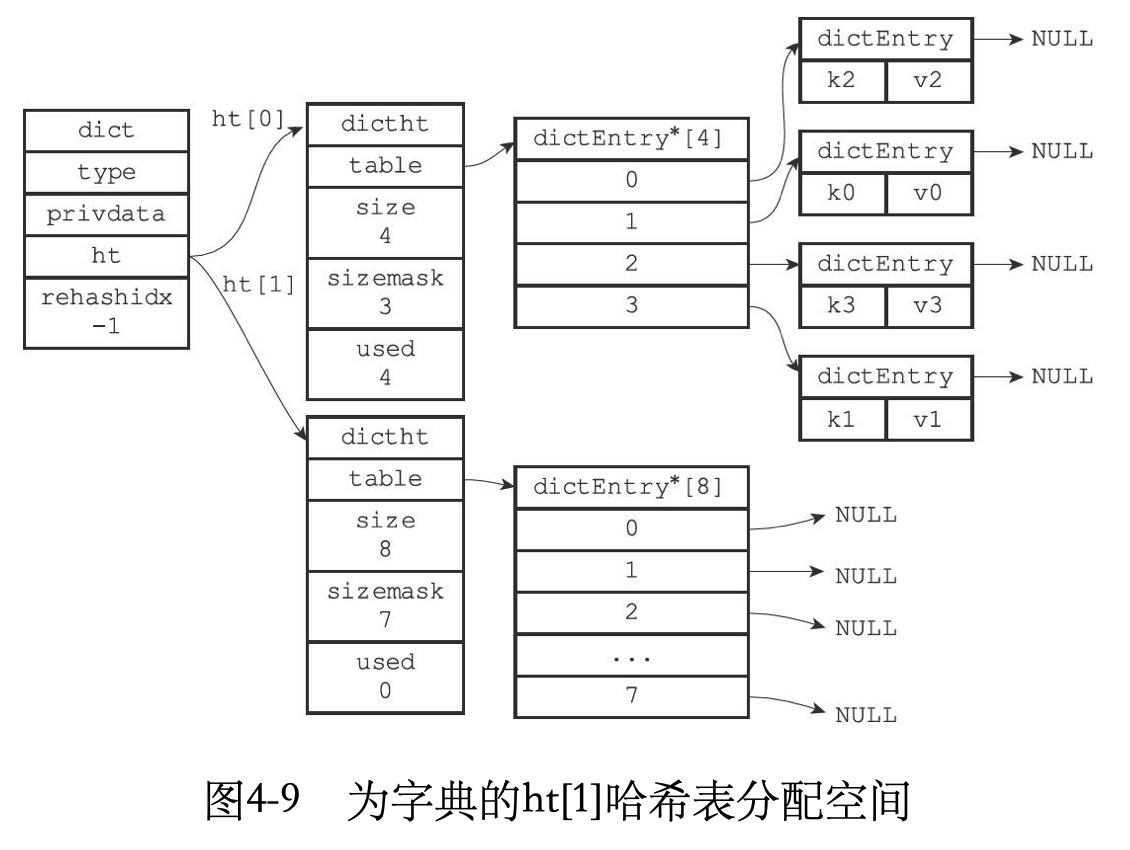 dict
type
privdata
ht
rehashidx
-1
ht[0]
ht[1]
dictht
table
size
4
sizemask
3
used
4
dictht
table
size
8
sizemask
7
used
0
dictEntry*[4]
0
1
2
3
dictEntry*[8]
0
1
2
...
7
dictEntry
k2 v2
NULL
dictEntry
k0 v0
NULL
dictEntry
k3 v3
NULL
dictEntry
k1 v1
NULL
NULL
NULL
NULL
NULL
图4-9 为字典的ht[1]哈希表分配空间